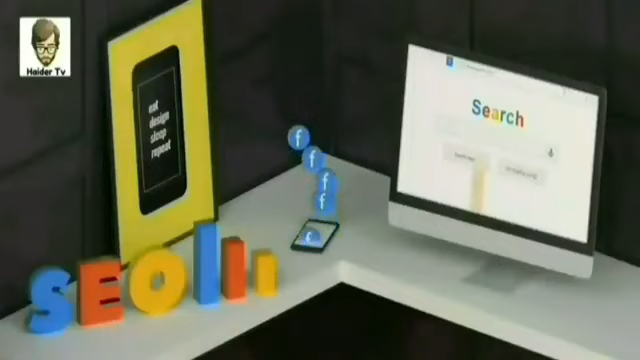 Haider Tv
eat
design
sleep
repeat
f
f
f
f
f
Search
SEO